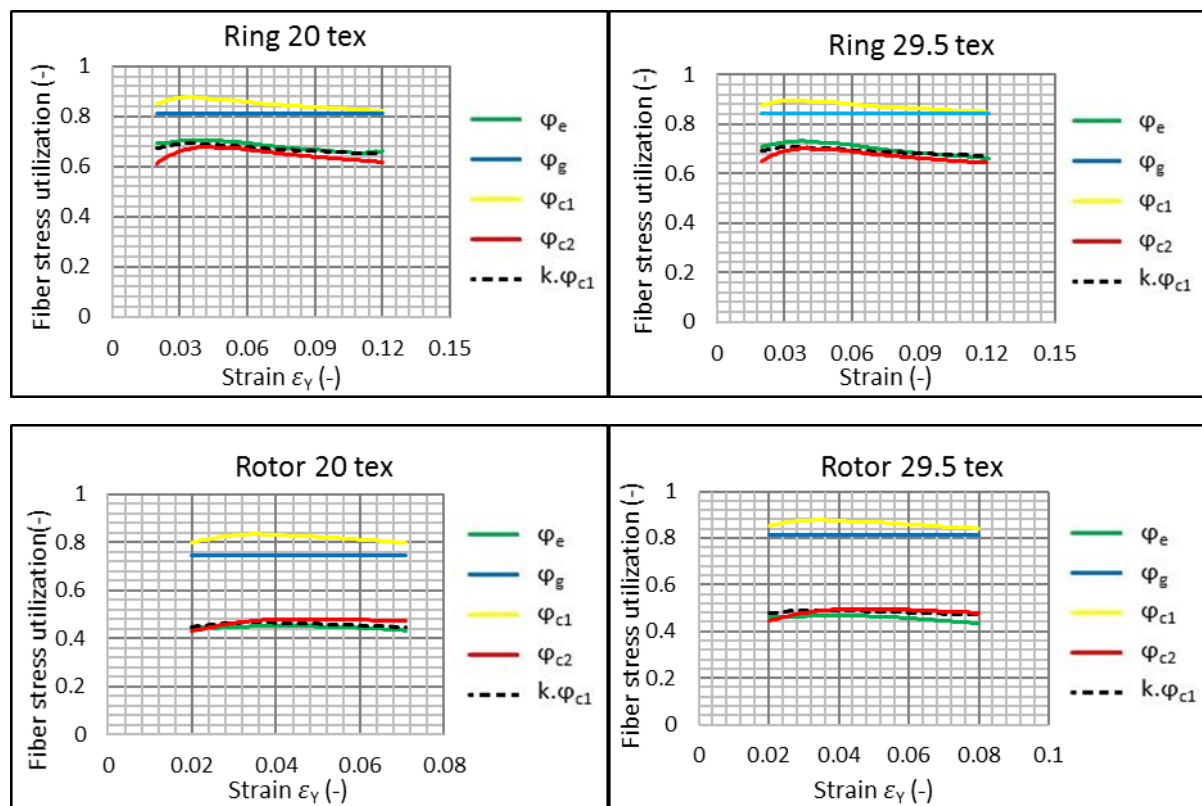 Ring 20 tex
Fiber stress utilization (-)
1
0.8
0.6
0.4
0.2
0
0 0.03 0.06 0.09 0.12 0.15
Strain εY (-)
φe
φg
φc1
φc2
k.φc1
Ring 29.5 tex
Fiber stress utilization (-)
1
0.8
0.6
0.4
0.2
0
0 0.03 0.06 0.09 0.12 0.15
Strain (-)
φe
φg
φc1
φc2
k.φc1
Rotor 20 tex
Fiber stress utilization(-)
1
0.8
0.6
0.4
0.2
0
0 0.02 0.04 0.06 0.08
Strain εY (-)
φe
φg
φc1
φc2
k.φc1
Rotor 29.5 tex
Fiber stress utilization (-)
1
0.8
0.6
0.4
0.2
0
0 0.02 0.04 0.06 0.08 0.1
Strain εY (-)
φe
φg
φc1
φc2
k.φc1